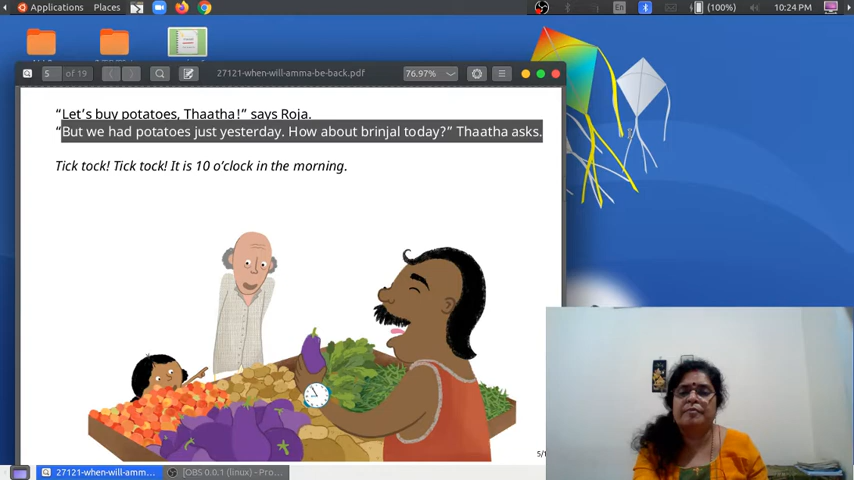 Applications Places En (100%) 10:24 PM
5 of 19 27121-when-will-amma-be-back.pdf 76.97%
“Let’s buy potatoes, Thaatha!” says Roja.
“But we had potatoes just yesterday. How about brinjal today?” Thaatha asks.
Tick tock! Tick tock! It is 10 o’clock in the morning.
5/1
27121-when-will-amm... [OBS 0.0.1 (linux) - Pro...